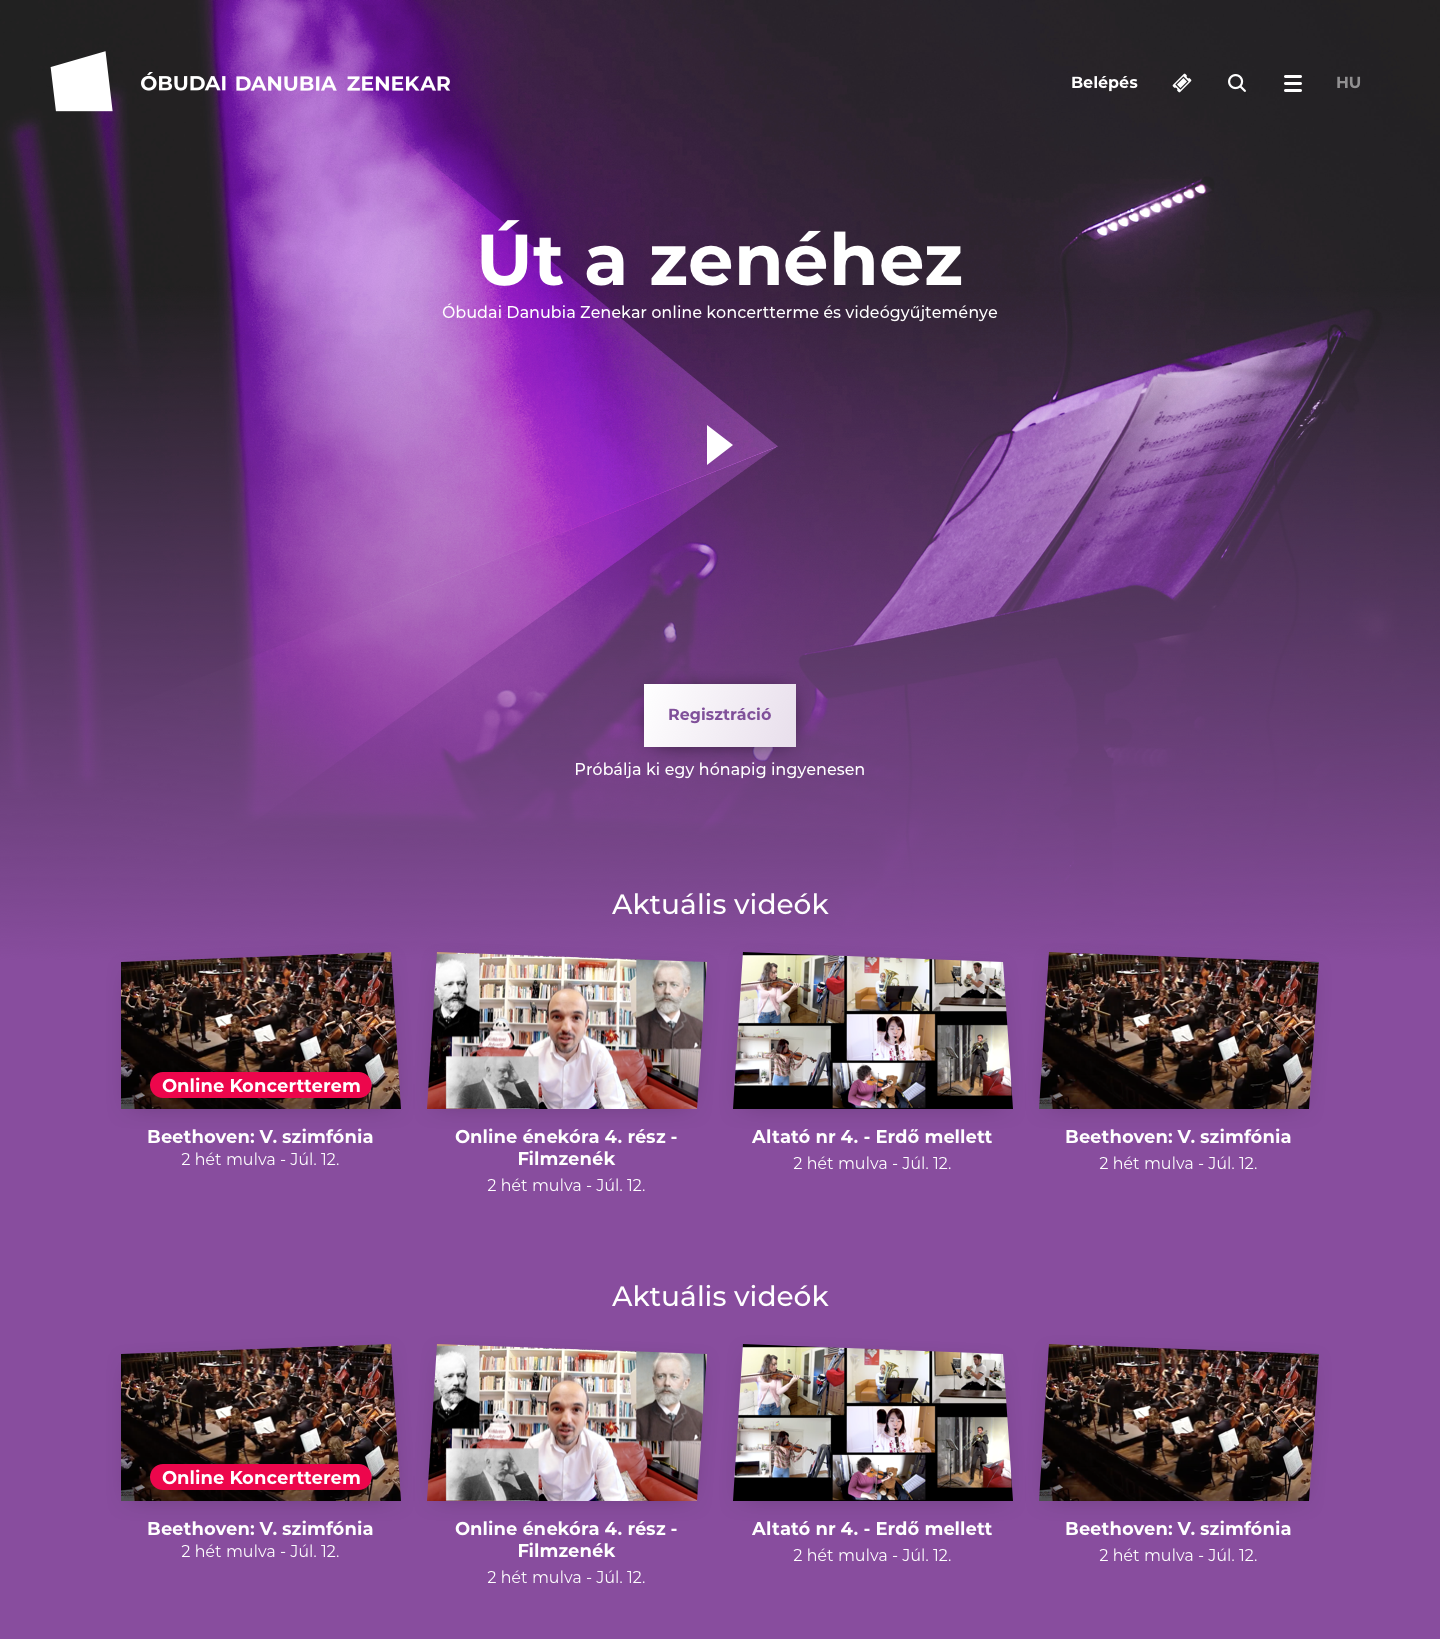 ÓBUDAI DANUBIA ZENEKAR
Belépés
HU
Út a zenéhez
Óbudai Danubia Zenekar online koncertterme és videógyűjteménye
Regisztráció
Próbálja ki egy hónapig ingyenesen
Aktuális videók
Online Koncertterem
Beethoven: V. szimfónia
2 hét mulva - Júl. 12.
Online énekóra 4. rész -
Filmzenék
2 hét mulva - Júl. 12.
Altató nr 4. - Erdő mellett
2 hét mulva - Júl. 12.
Beethoven: V. szimfónia
2 hét mulva - Júl. 12.
Aktuális videók
Online Koncertterem
Beethoven: V. szimfónia
2 hét mulva - Júl. 12.
Online énekóra 4. rész -
Filmzenék
2 hét mulva - Júl. 12.
Altató nr 4. - Erdő mellett
2 hét mulva - Júl. 12.
Beethoven: V. szimfónia
2 hét mulva - Júl. 12.